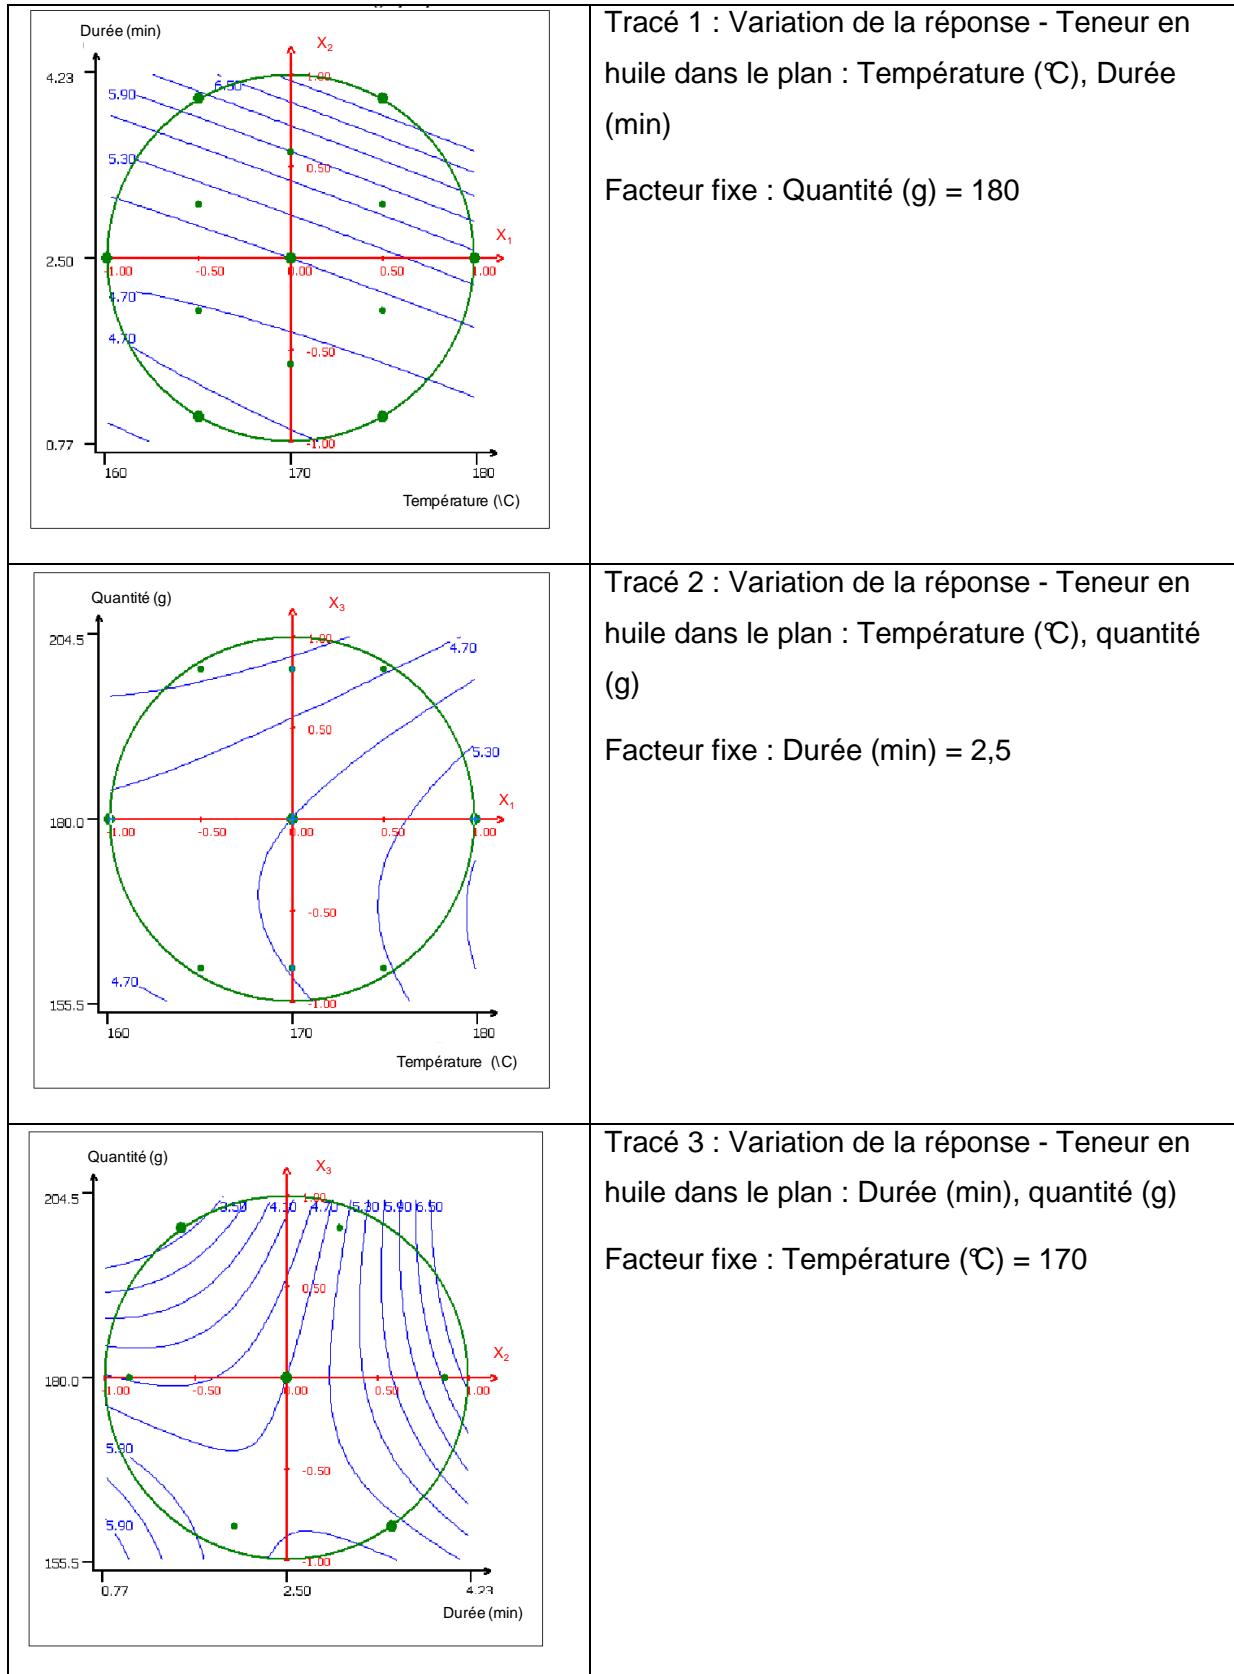 Durée (min)
X2
4.23
1.00
6.50
5.90
5.30
0.50
X1
2.50
-1.00
-0.50
0.00
0.50
1.00
4.70
4.70
-0.50
-1.00
0.77
160
170
180
Température (\C)
Tracé 1 : Variation de la réponse - Teneur en
huile dans le plan : Température (°C), Durée
(min)
Facteur fixe : Quantité (g) = 180
Quantité (g)
X3
204.5
1.00
4.70
0.50
5.30
X1
180.0
-1.00
-0.50
0.00
0.50
1.00
-0.50
4.70
155.5
-1.00
160
170
180
Température (\C)
Tracé 2 : Variation de la réponse - Teneur en
huile dans le plan : Température (°C), quantité
(g)
Facteur fixe : Durée (min) = 2,5
Quantité (g)
X3
204.5
1.00
3.50
4.10
4.70
5.30
5.90
6.50
0.50
X2
180.0
-1.00
-0.50
0.00
0.50
1.00
5.30
-0.50
5.90
155.5
-1.00
0.77
2.50
4.23
Durée (min)
Tracé 3 : Variation de la réponse - Teneur en
huile dans le plan : Durée (min), quantité (g)
Facteur fixe : Température (°C) = 170